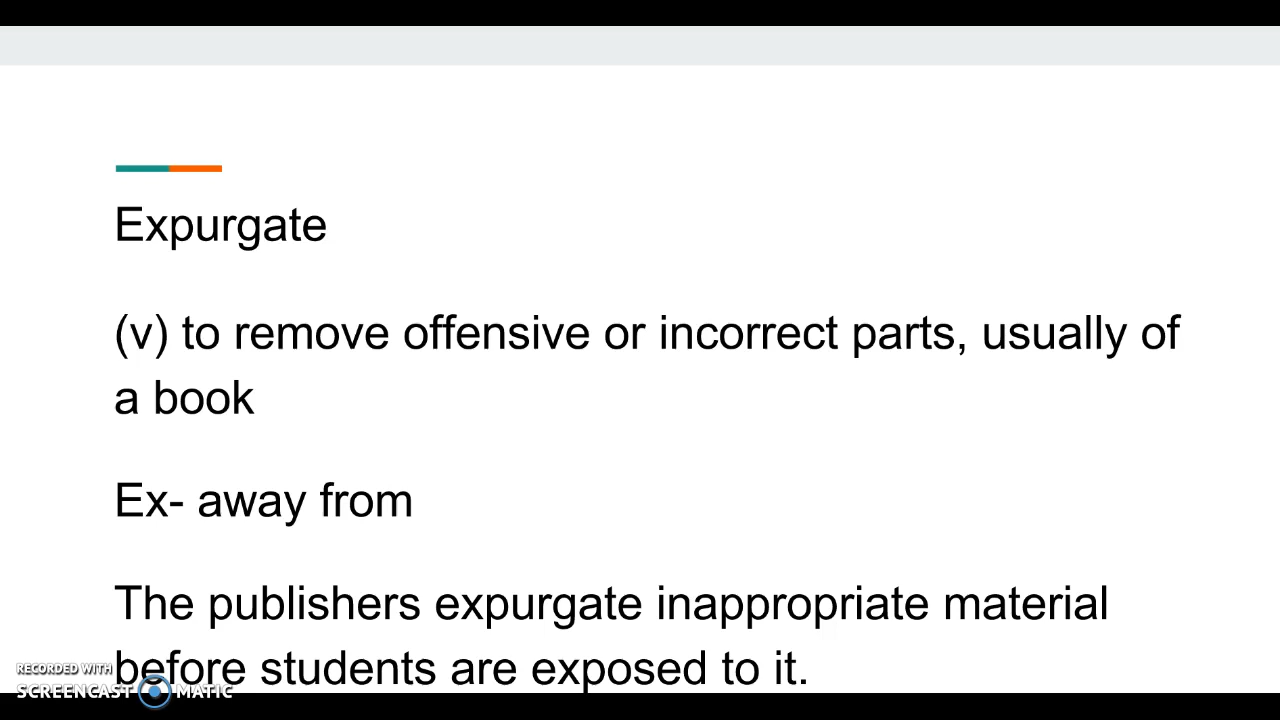 Expurgate
(v) to remove offensive or incorrect parts, usually of
a book
Ex- away from
The publishers expurgate inappropriate material
before students are exposed to it.
RECORDED WITH
SCREENCAST MATIC